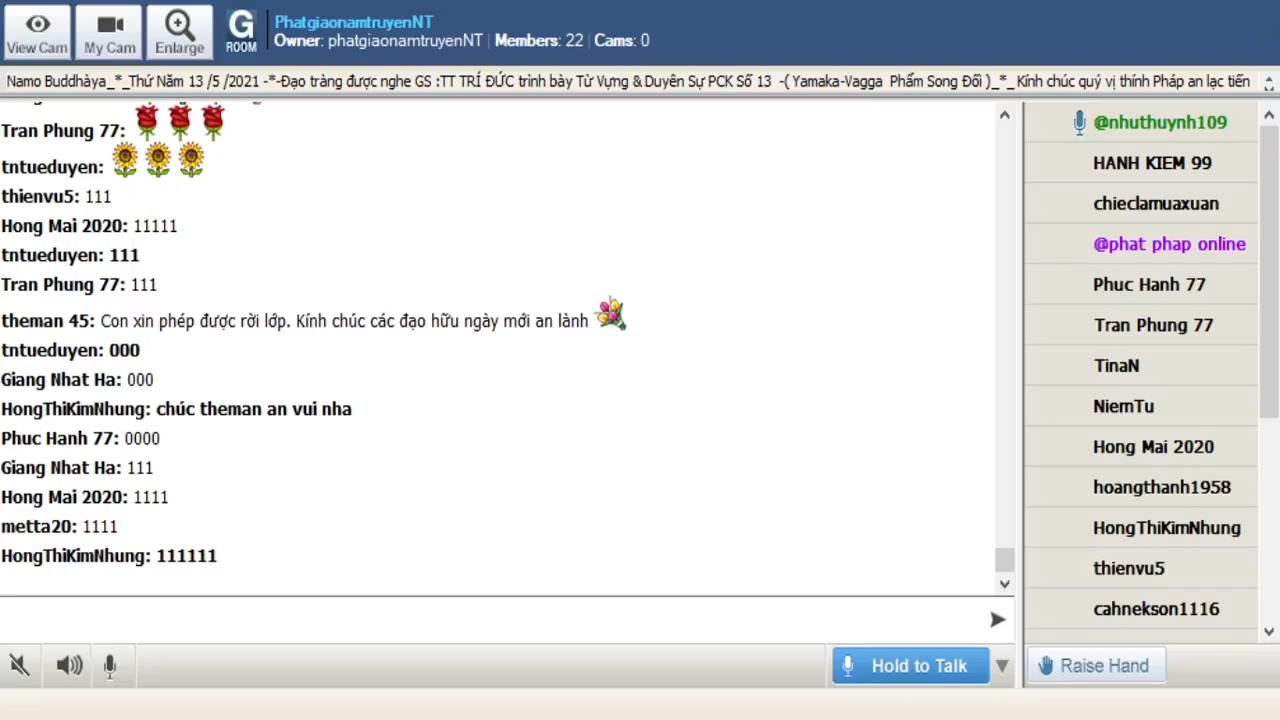 View Cam
My Cam
Enlarge
G
ROOM
PhatgiaonamtruyenNT
Owner: phatgiaonamtruyenNT | Members: 22 | Cams: 0
Namo Buddhàya_*_Thứ Năm 13 /5 /2021 -*-Đạo tràng được nghe GS :TT TRÍ ĐỨC trình bày Từ Vựng & Duyên Sự PCK Số 13 -( Yamaka-Vagga Phẩm Song Đối )_*_ Kính chúc quý vị thính Pháp an lạc tiến
Tran Phung 77:
tntueduyen:
thienvu5: 111
Hong Mai 2020: 11111
tntueduyen: 111
Tran Phung 77: 111
theman 45: Con xin phép được rời lớp. Kính chúc các đạo hữu ngày mới an lành
tntueduyen: 000
Giang Nhat Ha: 000
HongThiKimNhung: chúc theman an vui nha
Phuc Hanh 77: 0000
Giang Nhat Ha: 111
Hong Mai 2020: 1111
metta20: 1111
HongThiKimNhung: 111111
@nhuthuynh109
HANH KIEM 99
chieclamuaxuan
@phat phap online
Phuc Hanh 77
Tran Phung 77
TinaN
NiemTu
Hong Mai 2020
hoangthanh1958
HongThiKimNhung
thienvu5
cahnekson1116
Hold to Talk
Raise Hand